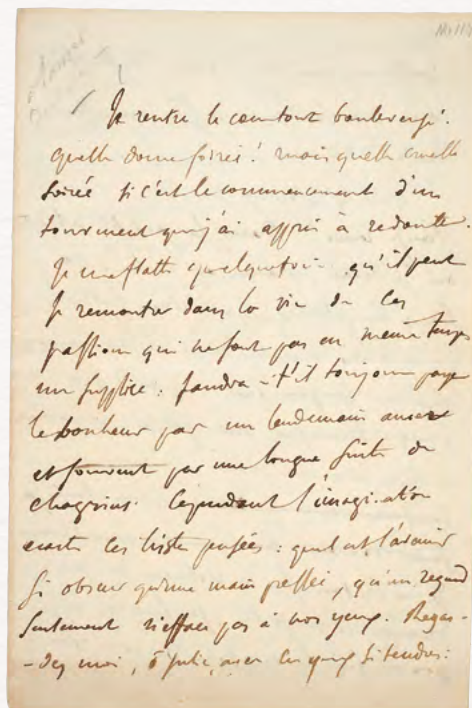 Je rentre le cœur tout bouleversé.
quelle douce soirée! mais quelle cruelle
soirée si c'est le commencement d'un
tourment que j'ai appris à redouter.
Je me flatte quelquefois qu'il peut
se rencontrer dans la vie de ces
passions qui ne font pas en meme temps
un supplice: faudra-t'il toujours payer
le bonheur par un lendemain amer
et souvent par une longue suite de
chagrins. Cependant l'imagination
écarte ces tristes pensées: quel est l'avenir
si obscur qu'une main pressée, qu'un regard
seulement n'efface pas à nos yeux. Regar-
-dez moi, ô Julie, avec ces yeux si tendres: